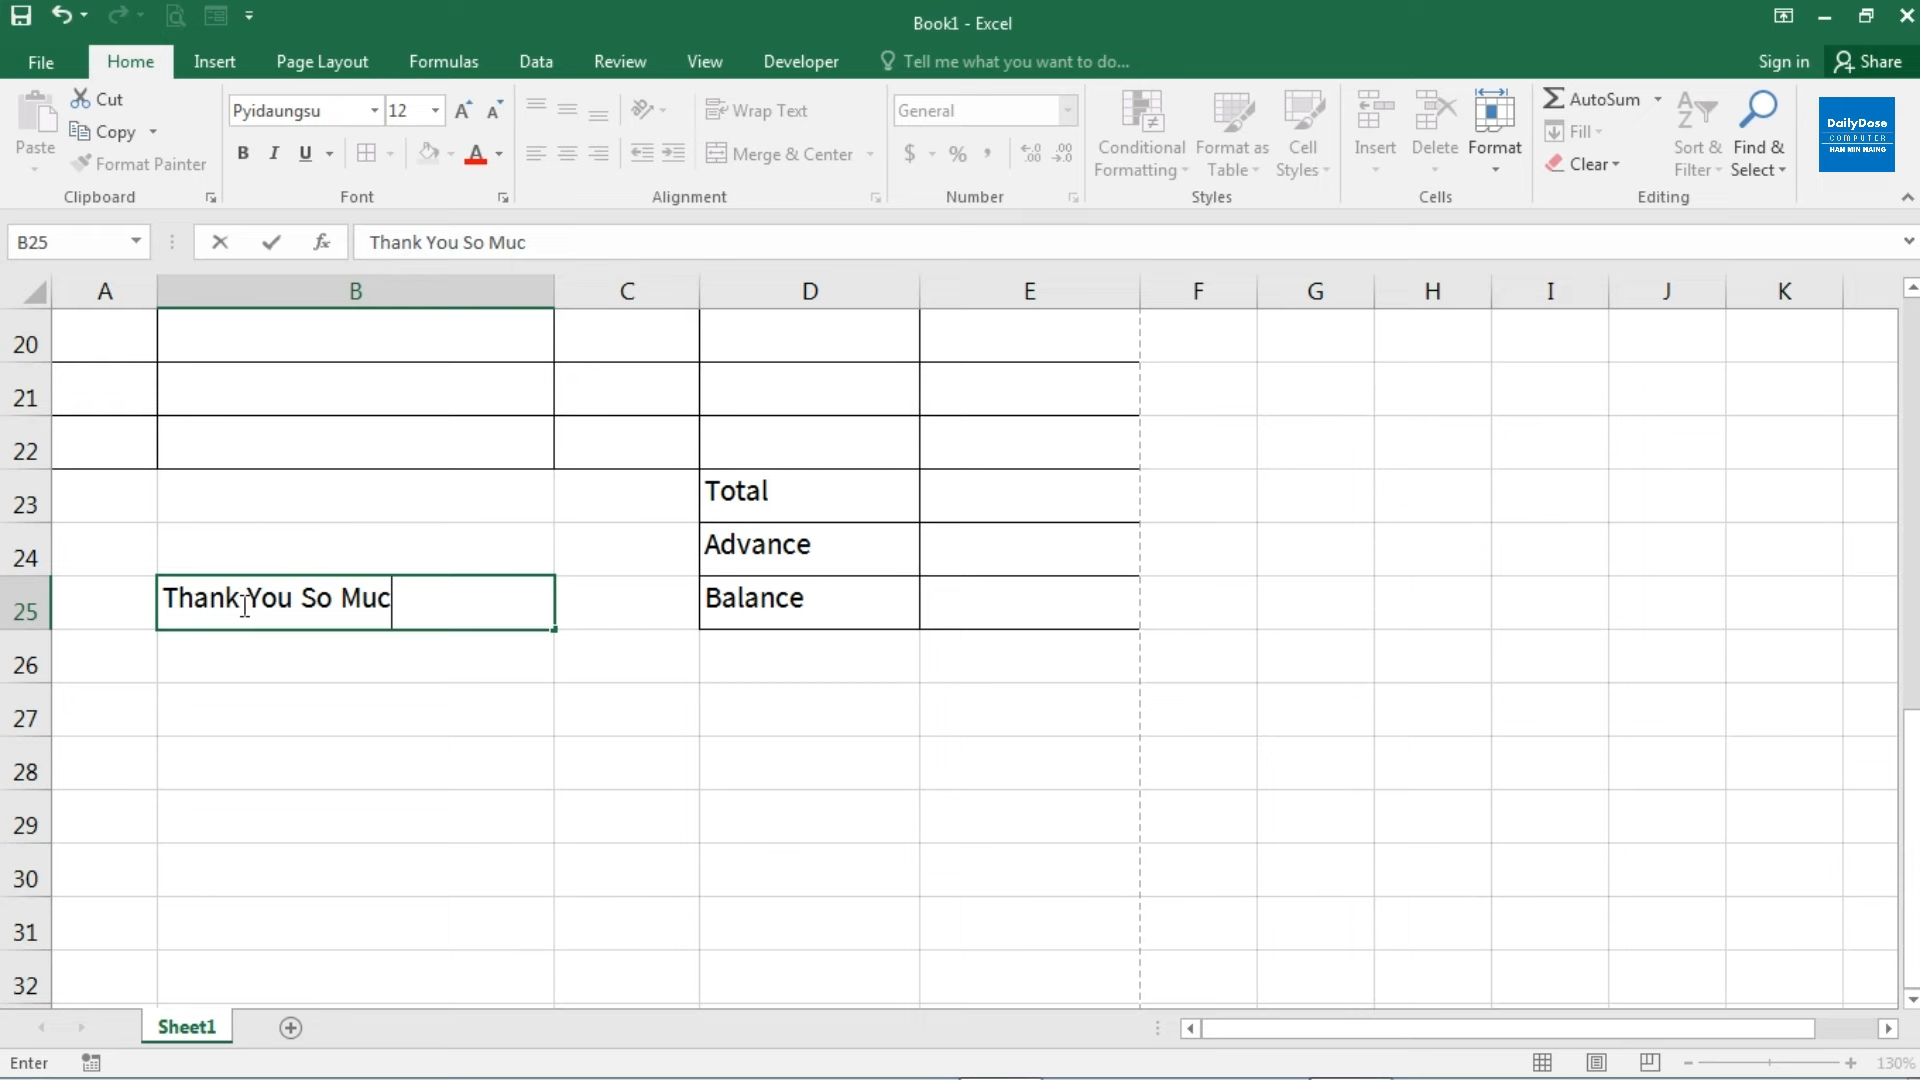 Book1 - Excel
File Home Insert Page Layout Formulas Data Review View Developer Tell me what you want to do... Sign in Share
Paste Cut Copy Format Painter Clipboard
Pyidaungsu 12 B I U A Font
Wrap Text Merge & Center Alignment
General $ % , Number
Conditional Formatting Format as Table Cell Styles Styles
Insert Delete Format Cells
AutoSum Fill Clear Sort & Filter Find & Select Editing
DailyDose
COMPUTER
HAN MIN NAING
B25 fx Thank You So Muc
A B C D E F G H I J K
20
21
22
23 Total
24 Advance
25 Thank You So Muc Balance
26
27
28
29
30
31
32
Sheet1
Enter 130%